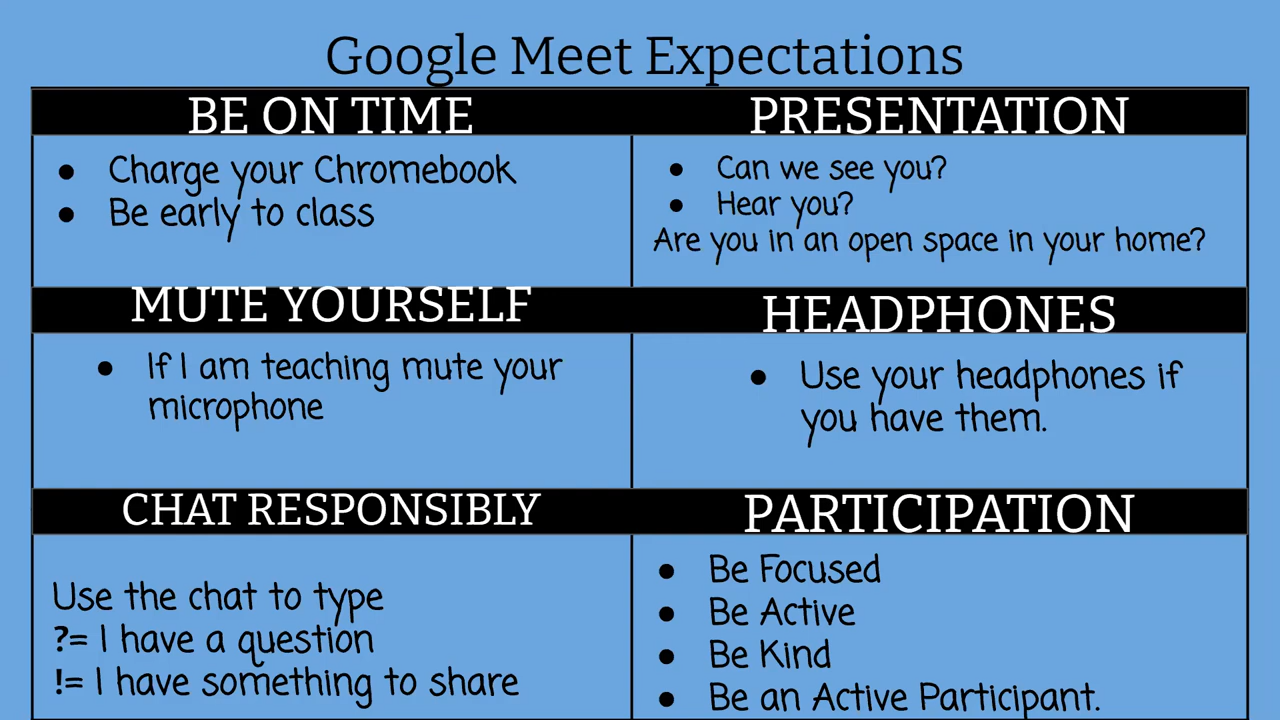 Google Meet Expectations
BE ON TIME
● Charge your Chromebook
● Be early to class
PRESENTATION
● Can we see you?
● Hear you?
Are you in an open space in your home?
MUTE YOURSELF
● If I am teaching mute your
microphone
HEADPHONES
● Use your headphones if
you have them.
CHAT RESPONSIBLY
Use the chat to type
?= I have a question
!= I have something to share
PARTICIPATION
● Be Focused
● Be Active
● Be Kind
● Be an Active Participant.